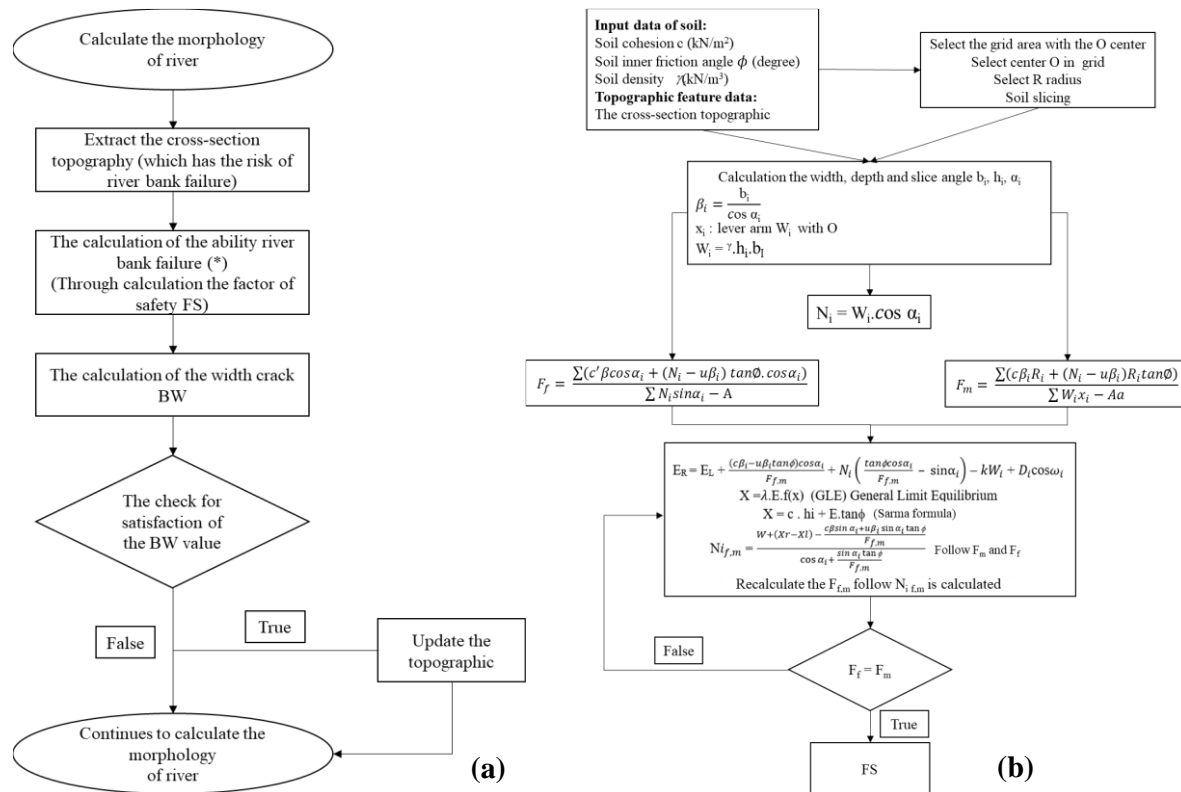 Calculate the morphology
of river
Extract the cross-section
topography (which has the risk of
river bank failure)
The calculation of the ability river
bank failure (*)
(Through calculation the factor of
safety FS)
The calculation of the width crack
BW
The check for
satisfaction of
the BW value
False
True
Update the
topographic
Continues to calculate the
morphology
of river
(a)
Input data of soil:
Soil cohesion c (kN/m²)
Soil inner friction angle ϕ (degree)
Soil density γ(kN/m³)
Topographic feature data:
The cross-section topographic
Select the grid area with the O center
Select center O in grid
Select R radius
Soil slicing
Calculation the width, depth and slice angle bᵢ, hᵢ, αᵢ
βᵢ = bᵢ / cos αᵢ
xᵢ : lever arm Wᵢ with O
Wᵢ = γ.hᵢ.b_I
Nᵢ = Wᵢ.cos αᵢ
F_f = ∑(c′βcosαᵢ + (Nᵢ − uβᵢ) tanØ.cosαᵢ) / ∑ Nᵢsinαᵢ − A
F_m = ∑(cβᵢRᵢ + (Nᵢ − uβᵢ)RᵢtanØ) / ∑ Wᵢxᵢ − Aa
E_R = E_L + (cβᵢ−uβᵢtanϕ)cosαᵢ / F_f,m + Nᵢ (tanϕcosαᵢ / F_f,m − sinαᵢ) − kWᵢ + Dᵢcosωᵢ
X =λ.E.f(x) (GLE) General Limit Equilibrium
X = c . hi + E.tanϕ (Sarma formula)
Ni_f,m = W+(Xr−Xl) − cβsin αᵢ+uβᵢ sin αᵢ tan ϕ / F_f,m / cos αᵢ + sin αᵢ tan ϕ / F_f,m Follow F_m and F_f
Recalculate the F_f,m follow N_i f,m is calculated
False
F_f = F_m
True
FS
(b)